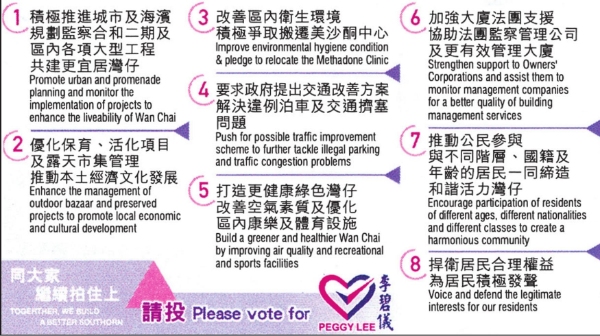 1 積極推進城市及海濱
規劃監察合和二期及
區內各項大型工程
共建更宜居灣仔
Promote urban and promenade
planning and monitor the
implementation of projects to
enhance the liveability of Wan Chai
2 優化保育、活化項目
及露天市集管理
推動本土經濟文化發展
Enhance the management of
outdoor bazaar and preserved
projects to promote local economic
and cultural development
3 改善區內衛生環境
積極爭取搬遷美沙酮中心
Improve environmental hygiene condition
& pledge to relocate the Methadone Clinic
4 要求政府提出交通改善方案
解決違例泊車及交通擠塞
問題
Push for possible traffic improvement
scheme to further tackle illegal parking
and traffic congestion problems
5 打造更健康綠色灣仔
改善空氣素質及優化
區內康樂及體育設施
Build a greener and healthier Wan Chai
by improving air quality and recreational
and sports facilities
6 加強大廈法團支援
協助法團監察管理公司
及更有效管理大廈
Strengthen support to Owners'
Corporations and assist them to
monitor management companies
for a better quality of building
management services
7 推動公民參與
與不同階層、國籍及
年齡的居民一同締造
和諧活力灣仔
Encourage participation of residents
of different ages, different nationalities
and different classes to create a
harmonious community
8 捍衛居民合理權益
為居民積極發聲
Voice and defend the legitimate
interests for our residents
同大家
繼續拍住上
TOGETHER, WE BUILD
A BETTER SOUTHORN
請投 Please vote for
PEGGY LEE
李碧儀